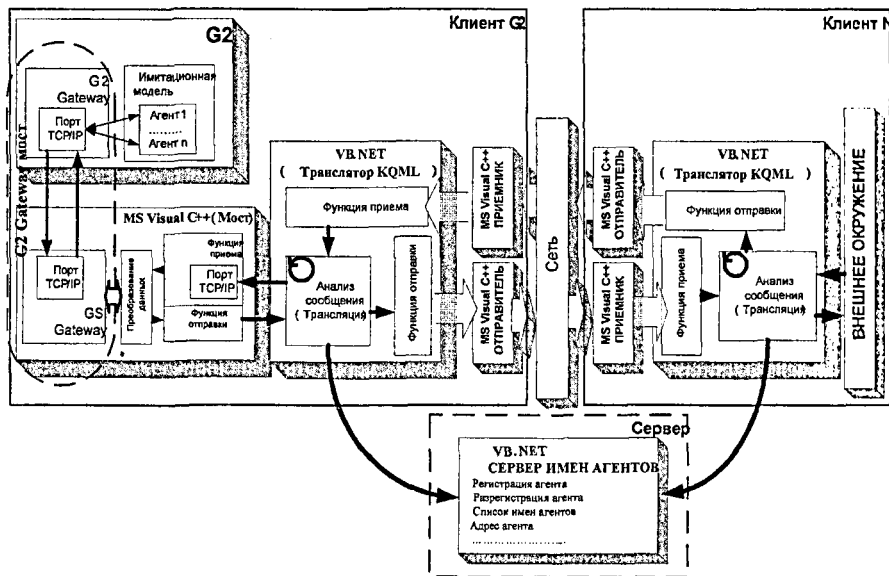 Клиент G2
G2
G2
Gateway
Порт
TCP/IP
Имитационная
модель
Агент 1
.........
Агент n
G2 Gateway мост
MS Visual C++(Мост)
Порт
TCP/IP
GS
Gateway
Преобразование
данных
Функция
приема
Порт
TCP/IP
Функция
отправки
VB.NET
( Транслятор KQML )
Функция приема
Анализ
сообщения
( Трансляция)
Функция отправки
MS Visual C++
ПРИЕМНИК
MS Visual C++
ОТПРАВИТЕЛЬ
Сеть
Клиент N
MS Visual C++
ОТПРАВИТЕЛЬ
MS Visual C++
ПРИЕМНИК
VB.NET
( Транслятор KQML )
Функция отправки
Функция приема
Анализ
сообщения
( Трансляция)
ВНЕШНЕЕ ОКРУЖЕНИЕ
Сервер
VB.NET
СЕРВЕР ИМЕН АГЕНТОВ
Регистрация агента
Разрегистрация агента
Список имен агентов
Адрес агента
........................